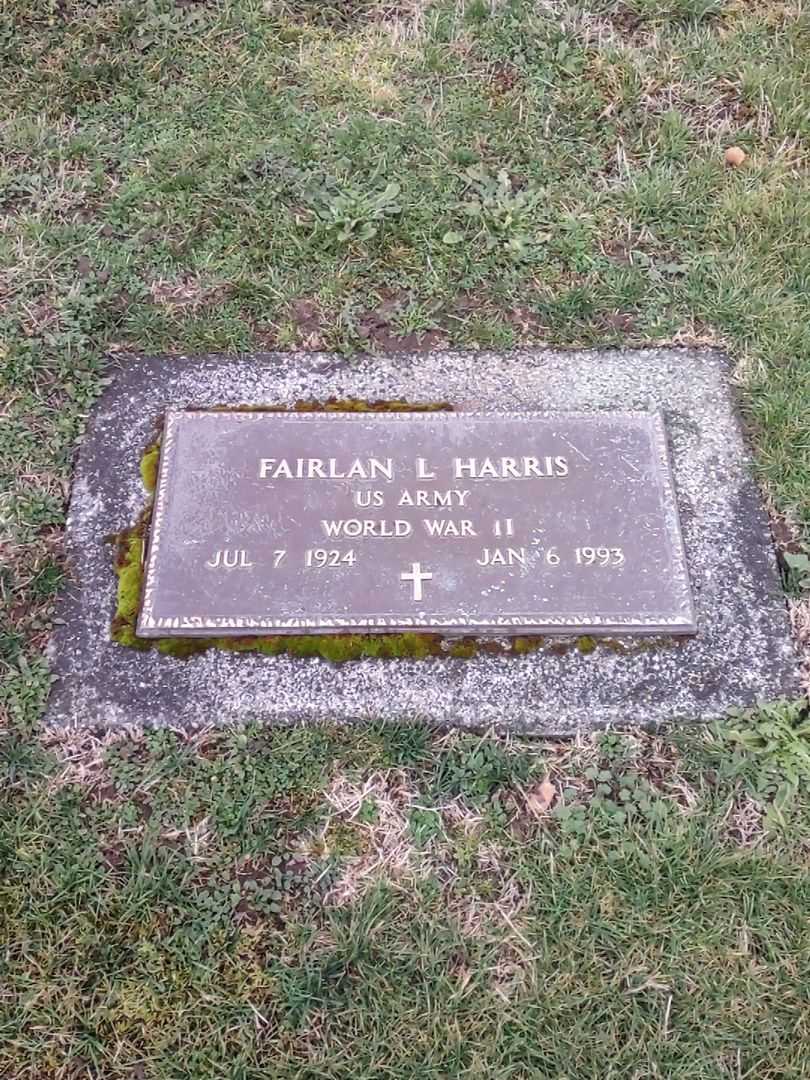 FAIRLAN L HARRIS
US ARMY
WORLD WAR II
JUL 7 1924 JAN 6 1993